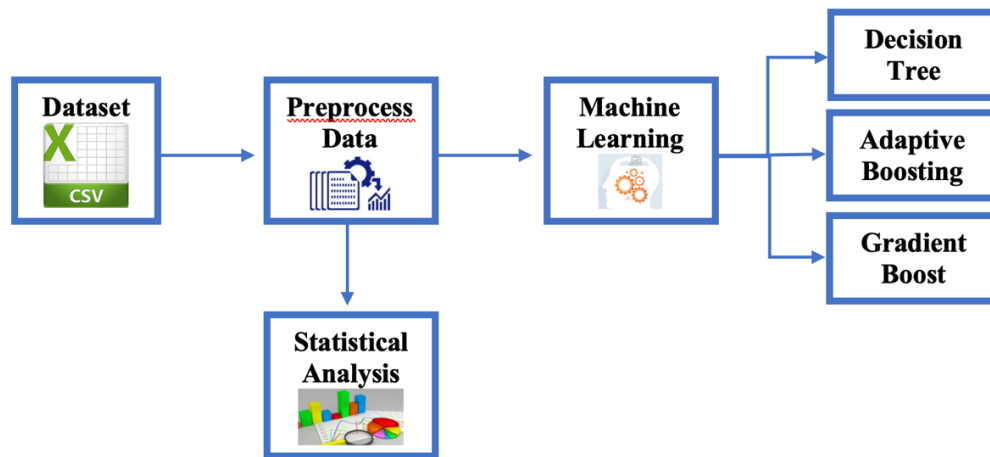 Dataset
X
CSV
Preprocess
Data
Machine
Learning
Decision
Tree
Adaptive
Boosting
Gradient
Boost
Statistical
Analysis